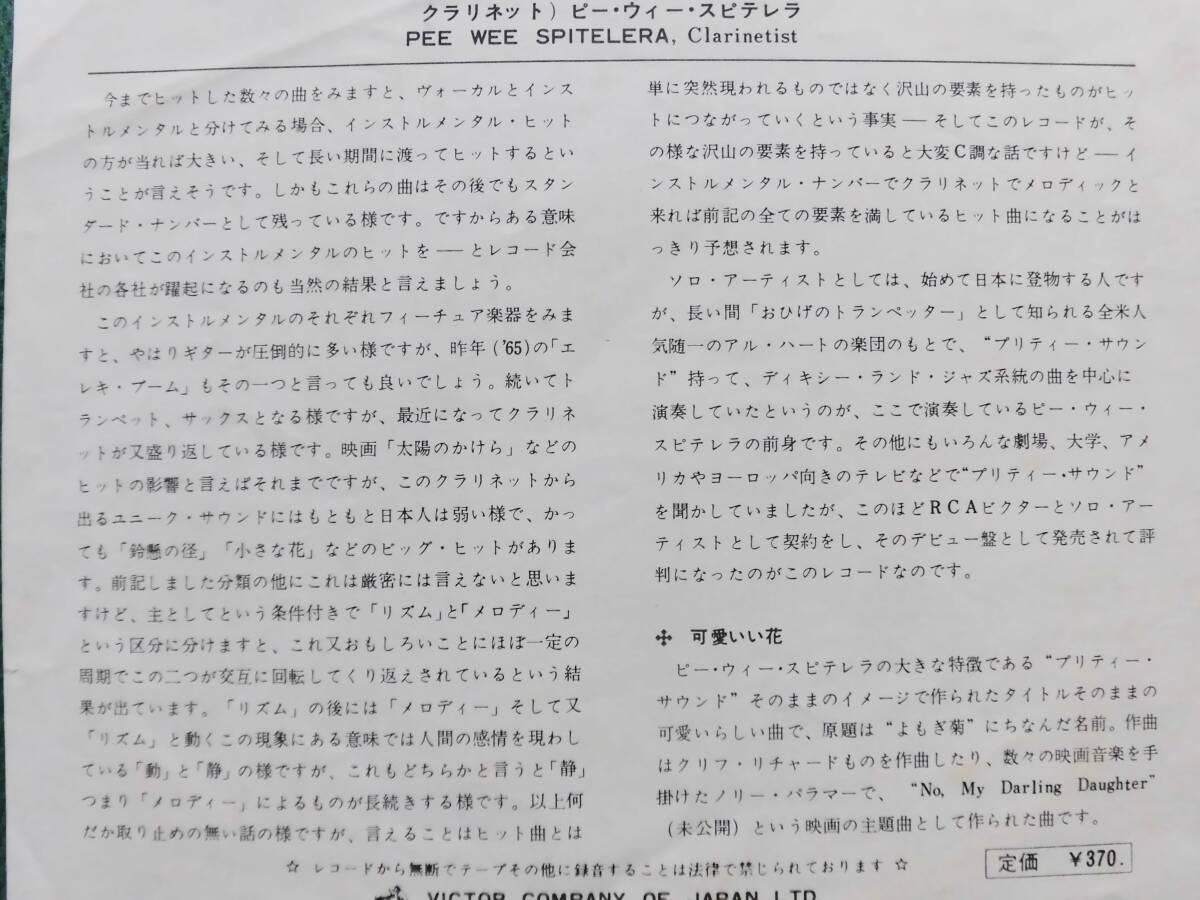 クラリネット) ピー・ウィー・スピテレラ
PEE WEE SPITELERA, Clarinetist
今までヒットした数々の曲をみますと、ヴォーカルとインス
トルメンタルと分けてみる場合、インストルメンタル・ヒット
の方が当れば大きい、そして長い期間に渡ってヒットするとい
うことが言えそうです。しかもこれらの曲はその後でもスタン
ダード・ナンバーとして残っている様です。ですからある意味
においてこのインストルメンタルのヒットを――とレコード会
社の各社が躍起になるのも当然の結果と言えましょう。
このインストルメンタルのそれぞれフィーチュア楽器をみま
すと、やはりギターが圧倒的に多い様ですが、昨年('65)の「エ
レキ・ブーム」もその一つと言っても良いでしょう。続いてト
ランペット、サックスとなる様ですが、最近になってクラリネ
ットが又盛り返している様です。映画「太陽のかけら」などの
ヒットの影響と言えばそれまでですが、このクラリネットから
出るユニーク・サウンドにはもともと日本人は弱い様で、かっ
ても「鈴懸の径」「小さな花」などのビッグ・ヒットがありま
す。前記しました分類の他にこれは厳密には言えないと思いま
すけど、主としてという条件付きで「リズム」と「メロディー」
という区分に分けますと、これ又おもしろいことにほぼ一定の
周期でこの二つが交互に回転してくり返えされているという結
果が出ています。「リズム」の後には「メロディー」そして又
「リズム」と動くこの現象にある意味では人間の感情を現わし
ている「動」と「静」の様ですが、これもどちらかと言うと「静」
つまり「メロディー」によるものが長続きする様です。以上何
だか取り止めの無い話の様ですが、言えることはヒット曲とは
単に突然現われるものではなく沢山の要素を持ったものがヒッ
トにつながっていくという事実――そしてこのレコードが、そ
の様な沢山の要素を持っていると大変C調な話ですけど――イ
ンストルメンタル・ナンバーでクラリネットでメロディックと
来れば前記の全ての要素を満しているヒット曲になることがは
っきり予想されます。
ソロ・アーティストとしては、始めて日本に登物する人です
が、長い間「おひげのトランペッター」として知られる全米人
気随一のアル・ハートの楽団のもとで、“プリティー・サウン
ド”持って、ディキシー・ランド・ジャズ系統の曲を中心に
演奏していたというのが、ここで演奏しているピー・ウィー・
スピテレラの前身です。その他にもいろんな劇場、大学、アメ
リカやヨーロッパ向きのテレビなどで“プリティー・サウンド”
を聞かしていましたが、このほどRCAビクターとソロ・アー
ティストとして契約をし、そのデビュー盤として発売されて評
判になったのがこのレコードなのです。
✣ 可愛いい花
ピー・ウィー・スピテレラの大きな特徴である“プリティー・
サウンド”そのままのイメージで作られたタイトルそのままの
可愛いらしい曲で、原題は“よもぎ菊”にちなんだ名前。作曲
はクリフ・リチャードものを作曲したり、数々の映画音楽を手
掛けたノリー・パラマーで、“No, My Darling Daughter”
(未公開)という映画の主題曲として作られた曲です。
☆ レコードから無断でテープその他に録音することは法律で禁じられております ☆
定価 ¥370.
VICTOR COMPANY OF JAPAN LTD